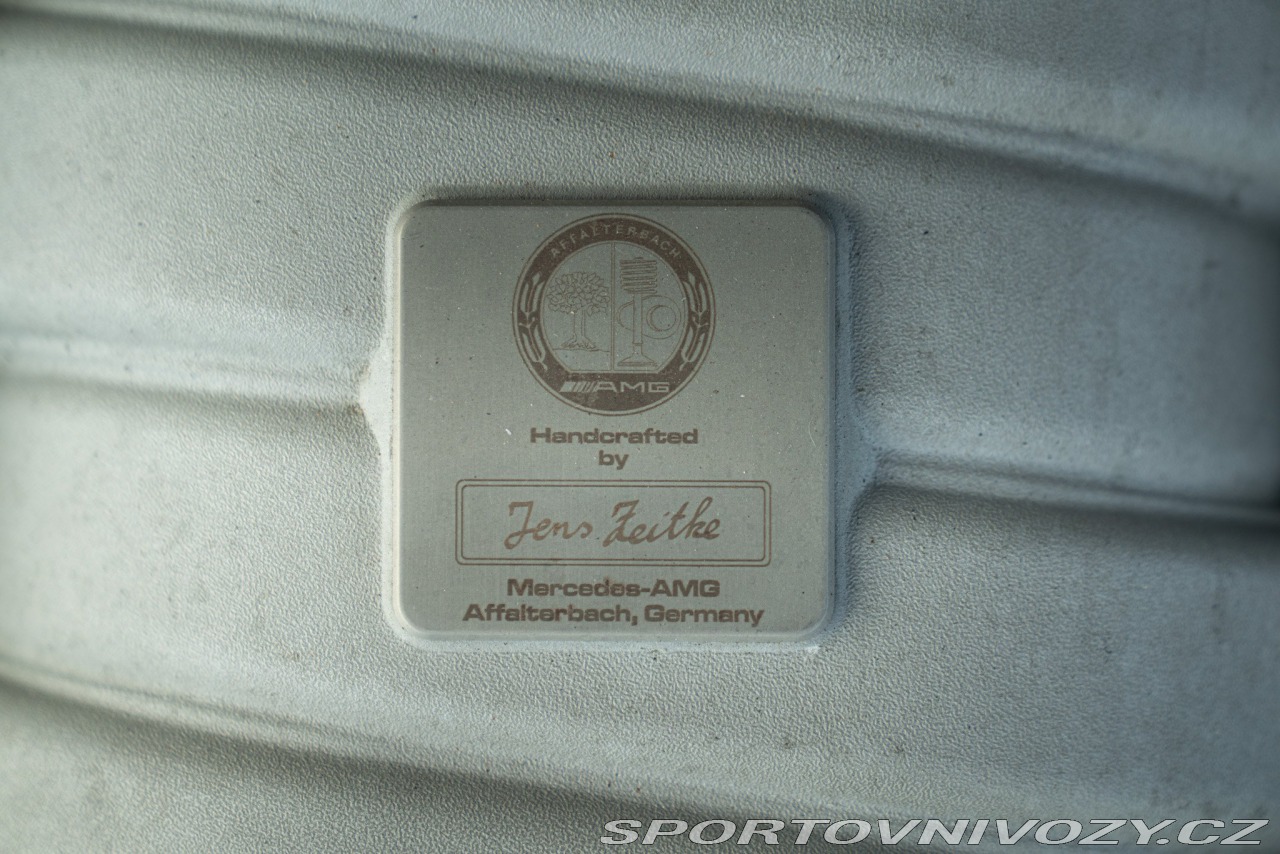 AFFALTERBACH
AMG
Handcrafted
by
Jens Zeitke
Mercedes-AMG
Affalterbach, Germany
SPORTOVNIVOZY.CZ